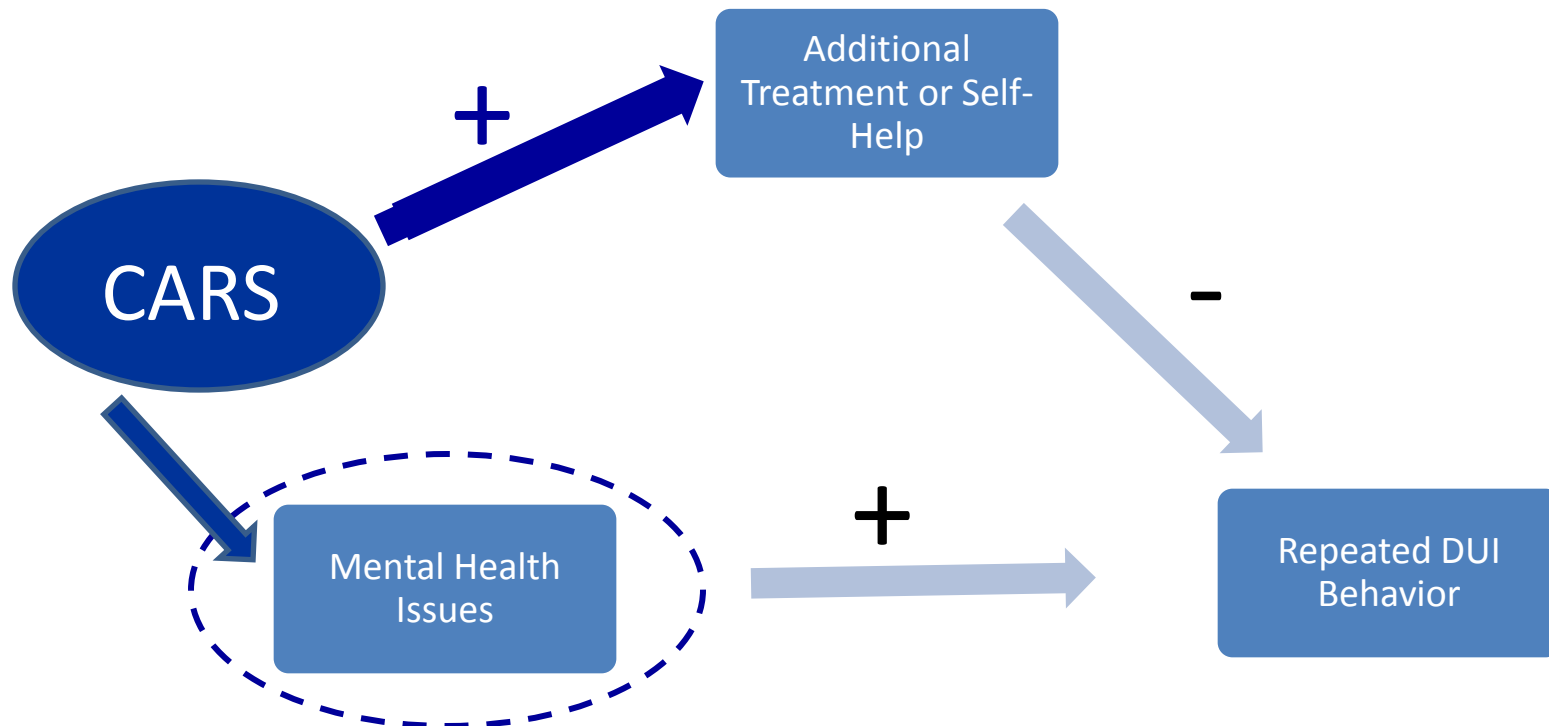 Additional
Treatment or Self-
Help
+
CARS
-
+
Mental Health
Issues
Repeated DUI
Behavior